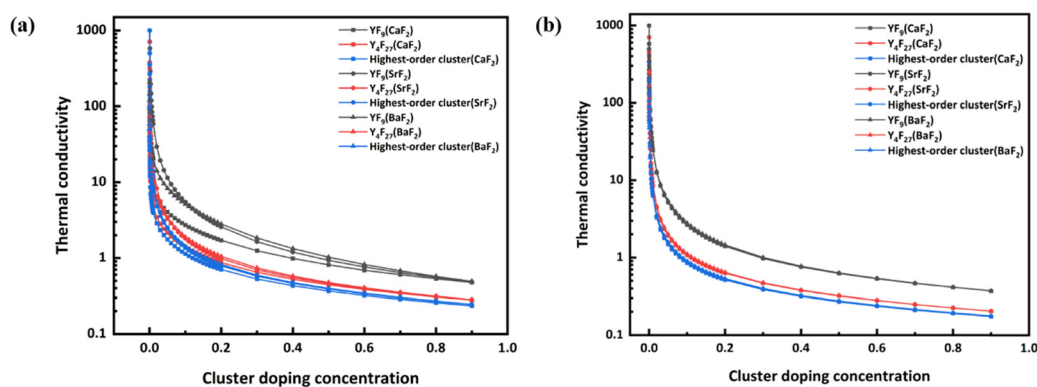 (a)
1000
100
10
1
0.1
Thermal conductivity
YF₉(CaF₂)
Y₄F₂₇(CaF₂)
Highest-order cluster(CaF₂)
YF₉(SrF₂)
Y₄F₂₇(SrF₂)
Highest-order cluster(SrF₂)
YF₉(BaF₂)
Y₄F₂₇(BaF₂)
Highest-order cluster(BaF₂)
0.0 0.2 0.4 0.6 0.8 1.0
Cluster doping concentration
(b)
1000
100
10
1
0.1
Thermal conductivity
YF₉(CaF₂)
Y₄F₂₇(CaF₂)
Highest-order cluster(CaF₂)
YF₉(SrF₂)
Y₄F₂₇(SrF₂)
Highest-order cluster(SrF₂)
YF₉(BaF₂)
Y₄F₂₇(BaF₂)
Highest-order cluster(BaF₂)
0.0 0.2 0.4 0.6 0.8 1.0
Cluster doping concentration